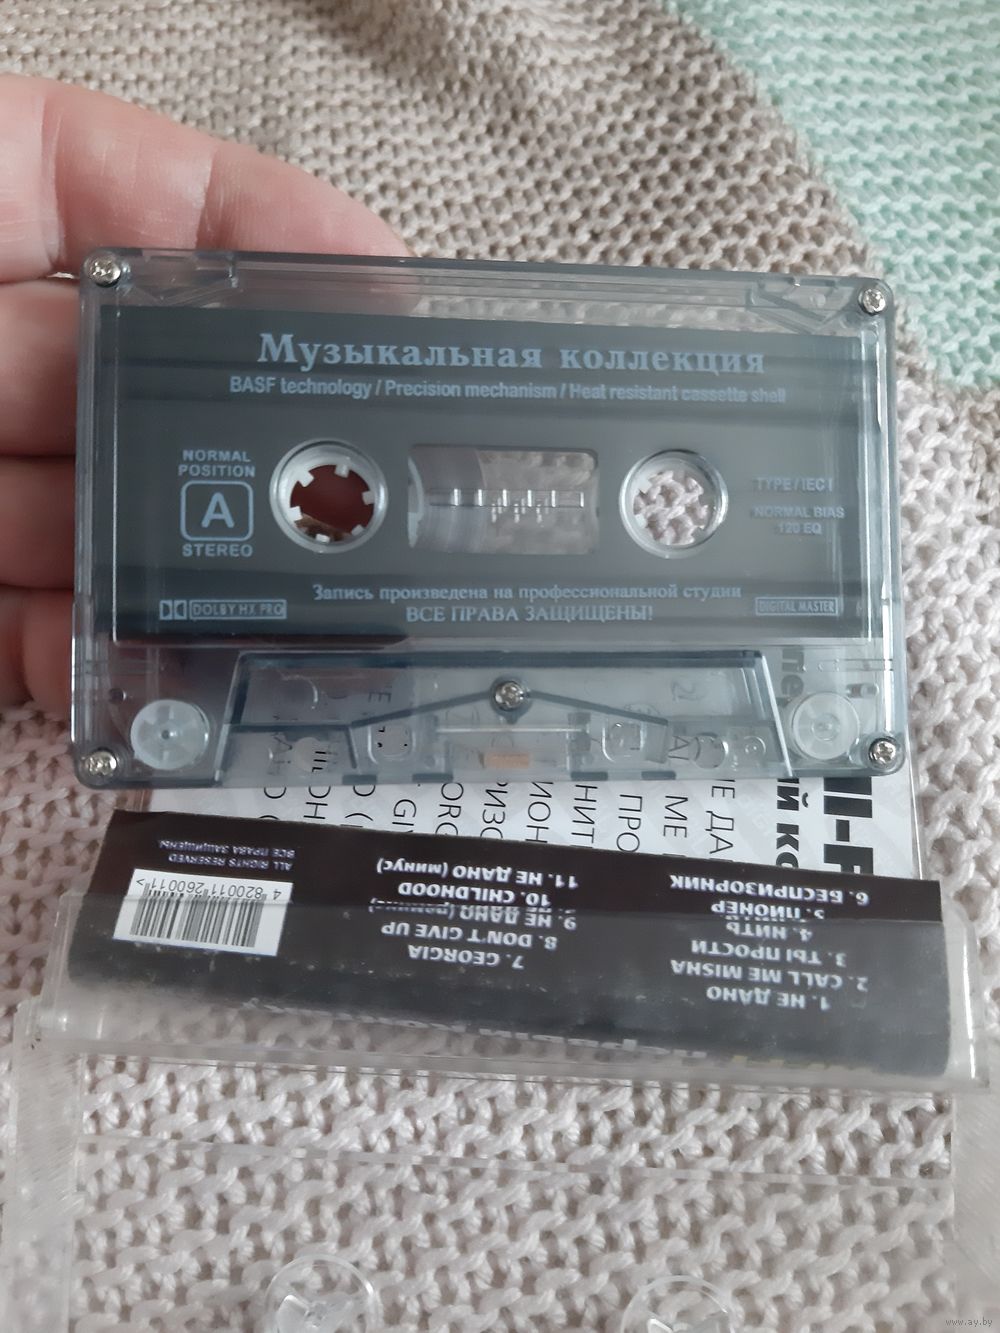 Музыкальная коллекция
BASF technology / Precision mechanism / Heat resistant cassette shell
NORMAL
POSITION
A
STEREO
TYPE I / IEC I
NORMAL BIAS
120 EQ
Запись произведена на профессиональной студии
ВСЕ ПРАВА ЗАЩИЩЕНЫ!
DOLBY HX PRO
DIGITAL MASTER
1. НЕ ДАНО
2. CALL ME MISHA
3. ТЫ ПРОСТИ
4. НИТЬ
5. ПИОНЕР
6. БЕСПРИЗОРНИК
7. GEORGIA
8. DON'T GIVE UP
9. НЕ ДАНО
10. CHILDHOOD
11. НЕ ДАНО (минус)
ALL RIGHTS RESERVED
ВСЕ ПРАВА ЗАЩИЩЕНЫ
4 820011 260011 >
www.ay.by